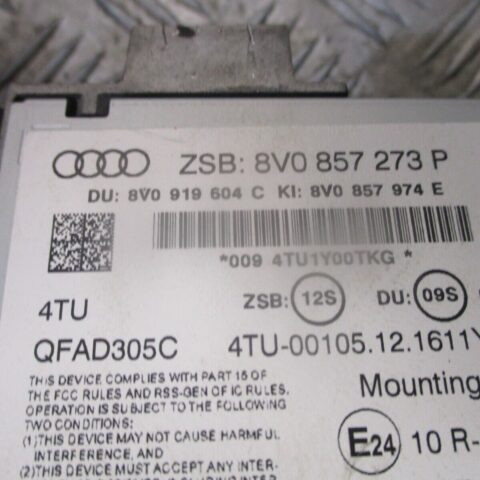 ZSB: 8V0 857 273 P
DU: 8V0 919 604 C KI: 8V0 857 974 E
*009 4TU1Y00TKG *
4TU ZSB: 12S DU: 09S
QFAD305C 4TU-00105.12.1611
THIS DEVICE COMPLIES WITH PART 15 OF
THE FCC RULES AND RSS-GEN OF IC RULES.
OPERATION IS SUBJECT TO THE FOLLOWING
TWO CONDITIONS:
(1)THIS DEVICE MAY NOT CAUSE HARMFUL
INTERFERENCE, AND
(2)THIS DEVICE MUST ACCEPT ANY INTER-
Mounting
E24 10 R-